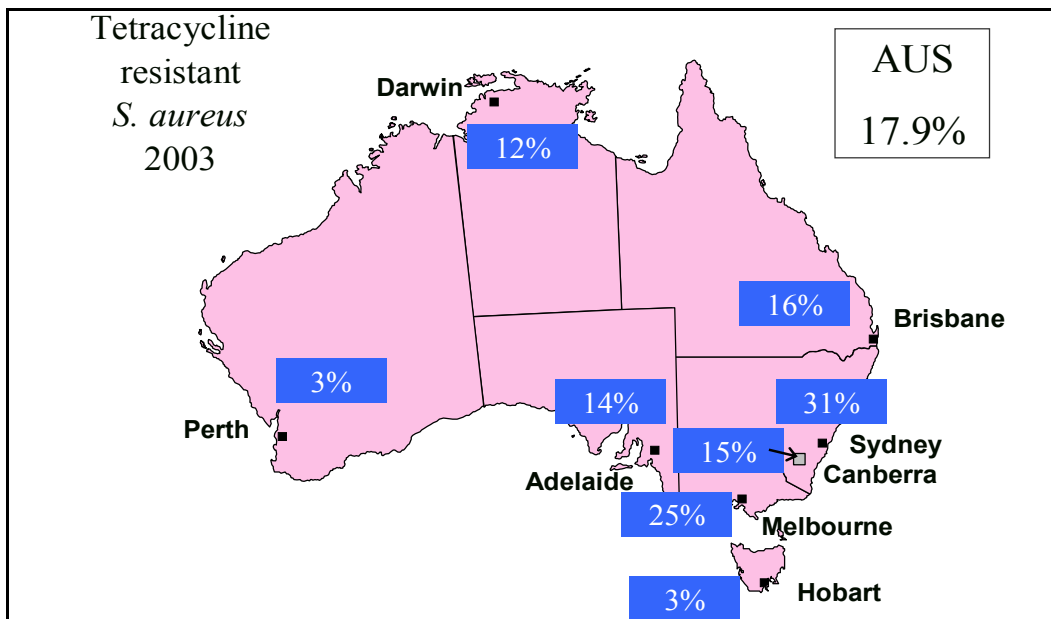 Tetracycline
resistant
S. aureus
2003
AUS
17.9%
Darwin
12%
16%
Brisbane
3%
Perth
14%
Adelaide
31%
Sydney
15%
Canberra
25%
Melbourne
3%
Hobart